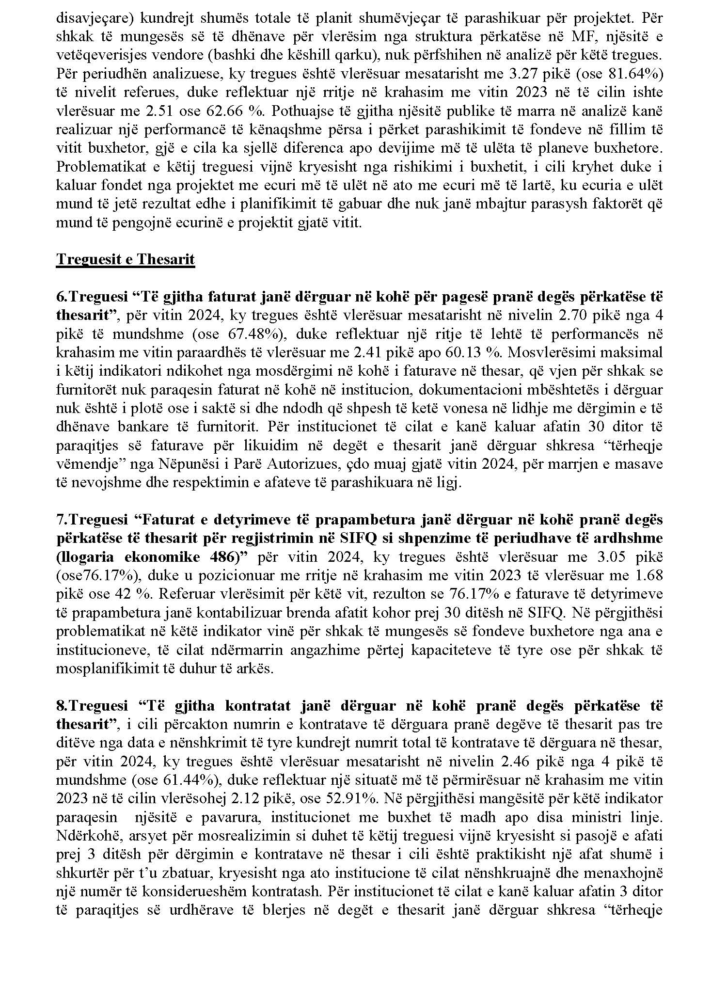 disavjeçare) kundrejt shumës totale të planit shumëvjeçar të parashikuar për projektet. Për
shkak të mungesës së të dhënave për vlerësim nga struktura përkatëse në MF, njësitë e
vetëqeverisjes vendore (bashki dhe këshill qarku), nuk përfshihen në analizë për këtë tregues.
Për periudhën analizuese, ky tregues është vlerësuar mesatarisht me 3.27 pikë (ose 81.64%)
të nivelit referues, duke reflektuar një rritje në krahasim me vitin 2023 në të cilin ishte
vlerësuar me 2.51 ose 62.66 %. Pothuajse të gjitha njësitë publike të marra në analizë kanë
realizuar një performancë të kënaqshme përsa i përket parashikimit të fondeve në fillim të
vitit buxhetor, gjë e cila ka sjellë diferenca apo devijime më të ulëta të planeve buxhetore.
Problematikat e këtij treguesi vijnë kryesisht nga rishikimi i buxhetit, i cili kryhet duke i
kaluar fondet nga projektet me ecuri më të ulët në ato me ecuri më të lartë, ku ecuria e ulët
mund të jetë rezultat edhe i planifikimit të gabuar dhe nuk janë mbajtur parasysh faktorët që
mund të pengojnë ecurinë e projektit gjatë vitit.
Treguesit e Thesarit
6.Treguesi “Të gjitha faturat janë dërguar në kohë për pagesë pranë degës përkatëse të
thesarit”, për vitin 2024, ky tregues është vlerësuar mesatarisht në nivelin 2.70 pikë nga 4
pikë të mundshme (ose 67.48%), duke reflektuar një ritje të lehtë të performancës në
krahasim me vitin paraardhës të vlerësuar me 2.41 pikë apo 60.13 %. Mosvlerësimi maksimal
i këtij indikatori ndikohet nga mosdërgimi në kohë i faturave në thesar, që vjen për shkak se
furnitorët nuk paraqesin faturat në kohë në institucion, dokumentacioni mbështetës i dërguar
nuk është i plotë ose i saktë si dhe ndodh që shpesh të ketë vonesa në lidhje me dërgimin e të
dhënave bankare të furnitorit. Për institucionet të cilat e kanë kaluar afatin 30 ditor të
paraqitjes së faturave për likuidim në degët e thesarit janë dërguar shkresa “tërheqje
vëmendje” nga Nëpunësi i Parë Autorizues, çdo muaj gjatë vitin 2024, për marrjen e masave
të nevojshme dhe respektimin e afateve të parashikuara në ligj.
7.Treguesi “Faturat e detyrimeve të prapambetura janë dërguar në kohë pranë degës
përkatëse të thesarit për regjistrimin në SIFQ si shpenzime të periudhave të ardhshme
(llogaria ekonomike 486)” për vitin 2024, ky tregues është vlerësuar me 3.05 pikë
(ose76.17%), duke u pozicionuar me rritje në krahasim me vitin 2023 të vlerësuar me 1.68
pikë ose 42 %. Referuar vlerësimit për këtë vit, rezulton se 76.17% e faturave të detyrimeve
të prapambetura janë kontabilizuar brenda afatit kohor prej 30 ditësh në SIFQ. Në përgjithësi
problematikat në këtë indikator vinë për shkak të mungesës së fondeve buxhetore nga ana e
institucioneve, të cilat ndërmarrin angazhime përtej kapaciteteve të tyre ose për shkak të
mosplanifikimit të duhur të arkës.
8.Treguesi “Të gjitha kontratat janë dërguar në kohë pranë degës përkatëse të
thesarit”, i cili përcakton numrin e kontratave të dërguara pranë degëve të thesarit pas tre
ditëve nga data e nënshkrimit të tyre kundrejt numrit total të kontratave të dërguara në thesar,
për vitin 2024, ky tregues është vlerësuar mesatarisht në nivelin 2.46 pikë nga 4 pikë të
mundshme (ose 61.44%), duke reflektuar një situatë më të përmirësuar në krahasim me vitin
2023 në të cilin vlerësohej 2.12 pikë, ose 52.91%. Në përgjithësi mangësitë për këtë indikator
paraqesin  njësitë e pavarura, institucionet me buxhet të madh apo disa ministri linje.
Ndërkohë, arsyet për mosrealizimin si duhet të këtij treguesi vijnë kryesisht si pasojë e afati
prej 3 ditësh për dërgimin e kontratave në thesar i cili është praktikisht një afat shumë i
shkurtër për t’u zbatuar, kryesisht nga ato institucione të cilat nënshkruajnë dhe menaxhojnë
një numër të konsiderueshëm kontratash. Për institucionet të cilat e kanë kaluar afatin 3 ditor
të paraqitjes së urdhërave të blerjes në degët e thesarit janë dërguar shkresa “tërheqje